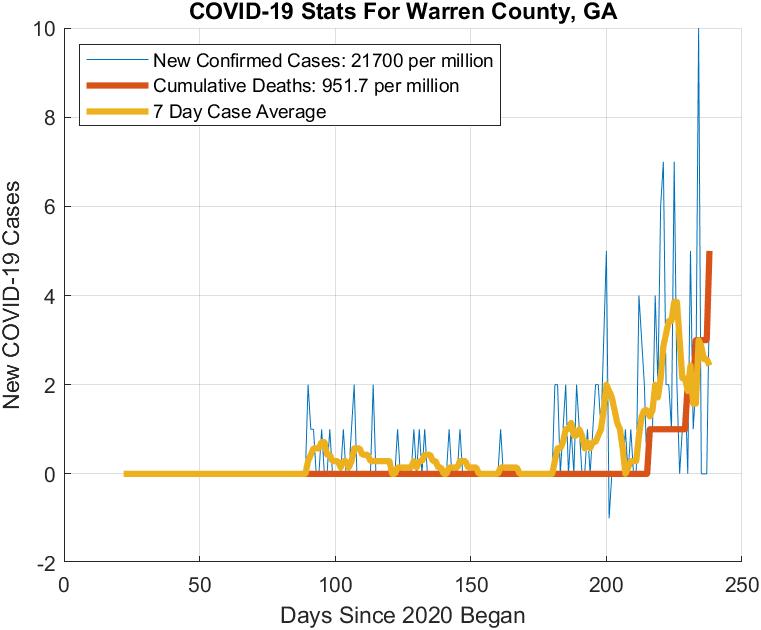 COVID-19 Stats For Warren County, GA
New Confirmed Cases: 21700 per million
Cumulative Deaths: 951.7 per million
7 Day Case Average
New COVID-19 Cases
10
8
6
4
2
0
-2
0 50 100 150 200 250
Days Since 2020 Began